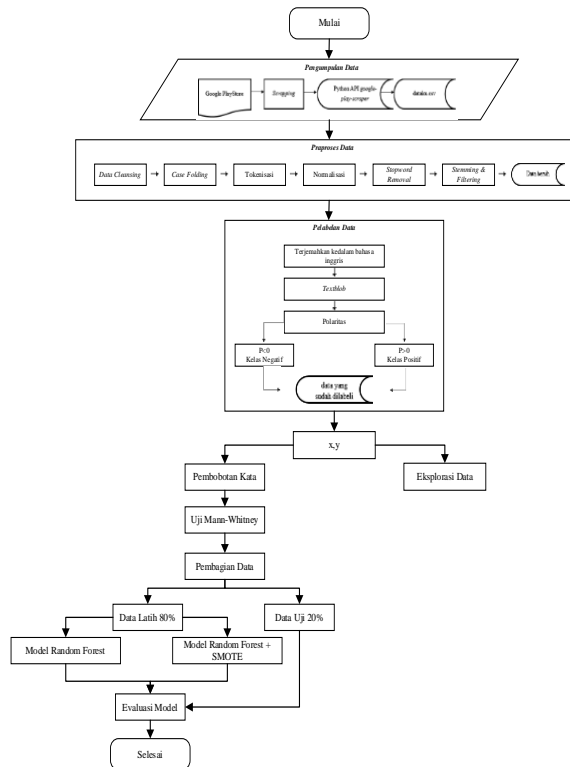 Mulai
Pengumpulan Data
Google PlayStore
Scrapping
Python API google-
play-scraper
dataku.csv
Praproses Data
Data Cleansing
Case Folding
Tokenisasi
Normalisasi
Stopword
Removal
Stemming &
Filtering
Data bersih
Pelabelan Data
Terjemahkan kedalam bahasa
inggris
Textblob
Polaritas
P<0
Kelas Negatif
P>0
Kelas Positif
data yang
sudah dilabeli
x,y
Pembobotan Kata
Eksplorasi Data
Uji Mann-Whitney
Pembagian Data
Data Latih 80%
Data Uji 20%
Model Random Forest
Model Random Forest +
SMOTE
Evaluasi Model
Selesai